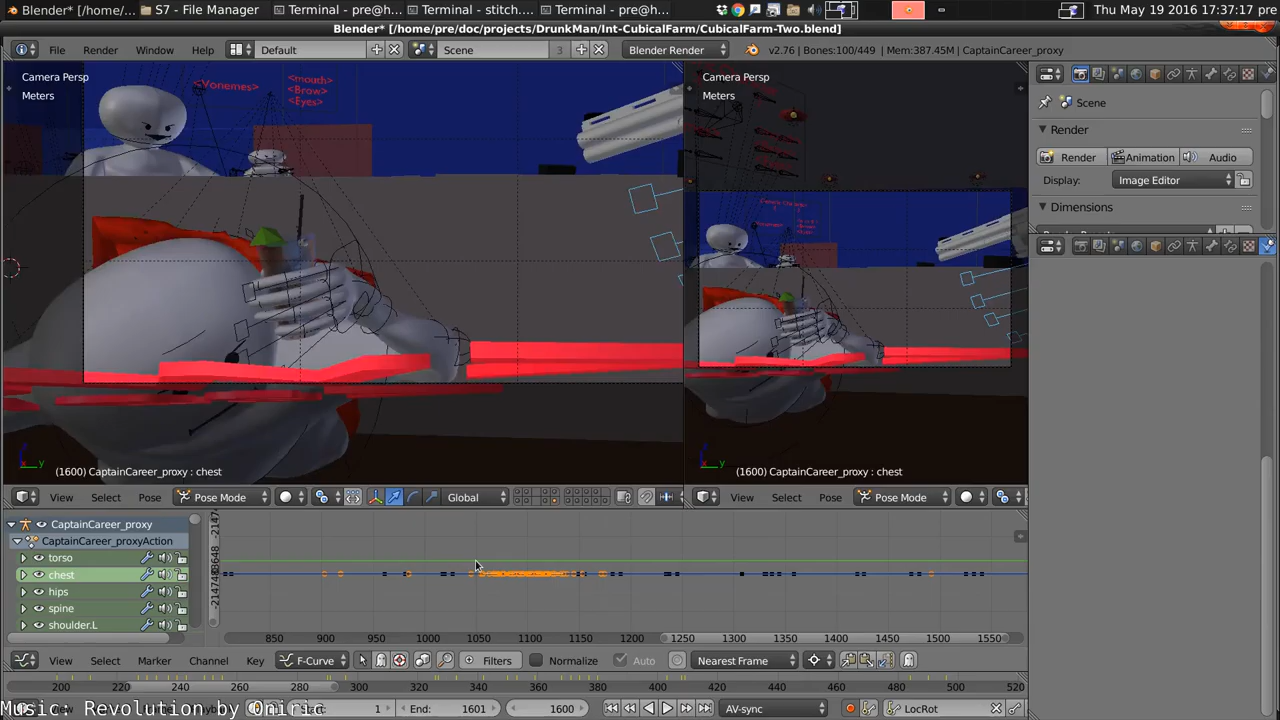 Blender* [/home/... S7 - File Manager Terminal - pre@h... Terminal - stitch.... Terminal - pre@h... Thu May 19 2016 17:37:17 pre
Blender* [/home/pre/doc/projects/DrunkMan/Int-CubicalFarm/CubicalFarm-Two.blend]
File Render Window Default Scene 3 Blender Render v2.76 | Bones:100/449 | Mem:387.45M | CaptainCareer_proxy
Camera Persp
Meters
<Vonemes>
<mouth>
<Brow>
<Eyes>
(1600) CaptainCareer_proxy : chest
Camera Persp
Meters
(1600) CaptainCareer_proxy : chest
Scene
Render
Render Animation Audio
Display: Image Editor
Dimensions
View Select Pose Pose Mode Global
View Select Pose Pose Mode
CaptainCareer_proxy
CaptainCareer_proxyAction
torso
chest
hips
spine
shoulder.L
850 900 950 1000 1050 1100 1150 1200 1250 1300 1350 1400 1450 1500 1550
View Select Marker Channel Key F-Curve Filters Normalize Auto Nearest Frame
200 220 240 260 280 300 320 340 360 380 400 420 440 460 480 500 520
Music. Revolution by Oniric
1 End: 1601 1600 AV-sync LocRot